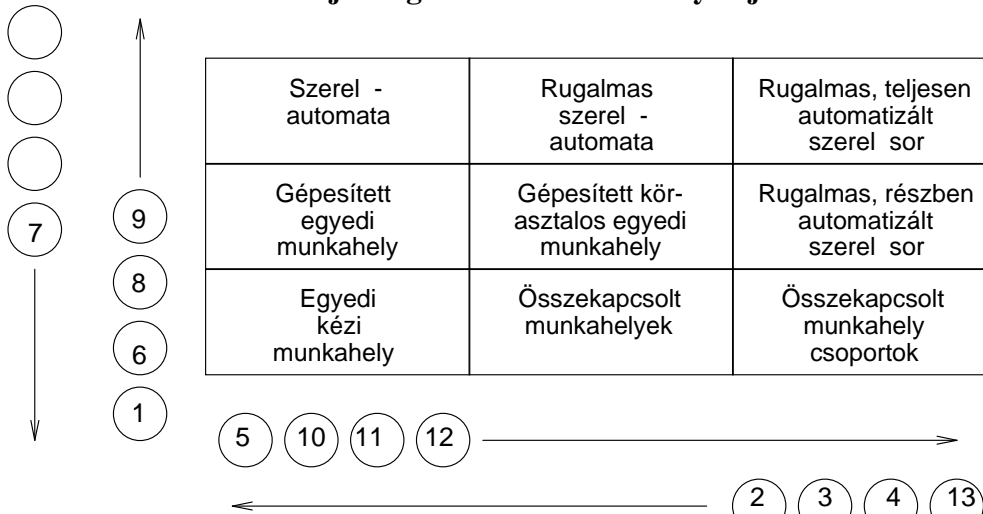 Szerel -
automata
Rugalmas
szerel -
automata
Rugalmas, teljesen
automatizált
szerel sor
Gépesített
egyedi
munkahely
Gépesített kör-
asztalos egyedi
munkahely
Rugalmas, részben
automatizált
szerel sor
Egyedi
kézi
munkahely
Összekapcsolt
munkahelyek
Összekapcsolt
munkahely
csoportok
7
9
8
6
1
5 10 11 12
2 3 4 13